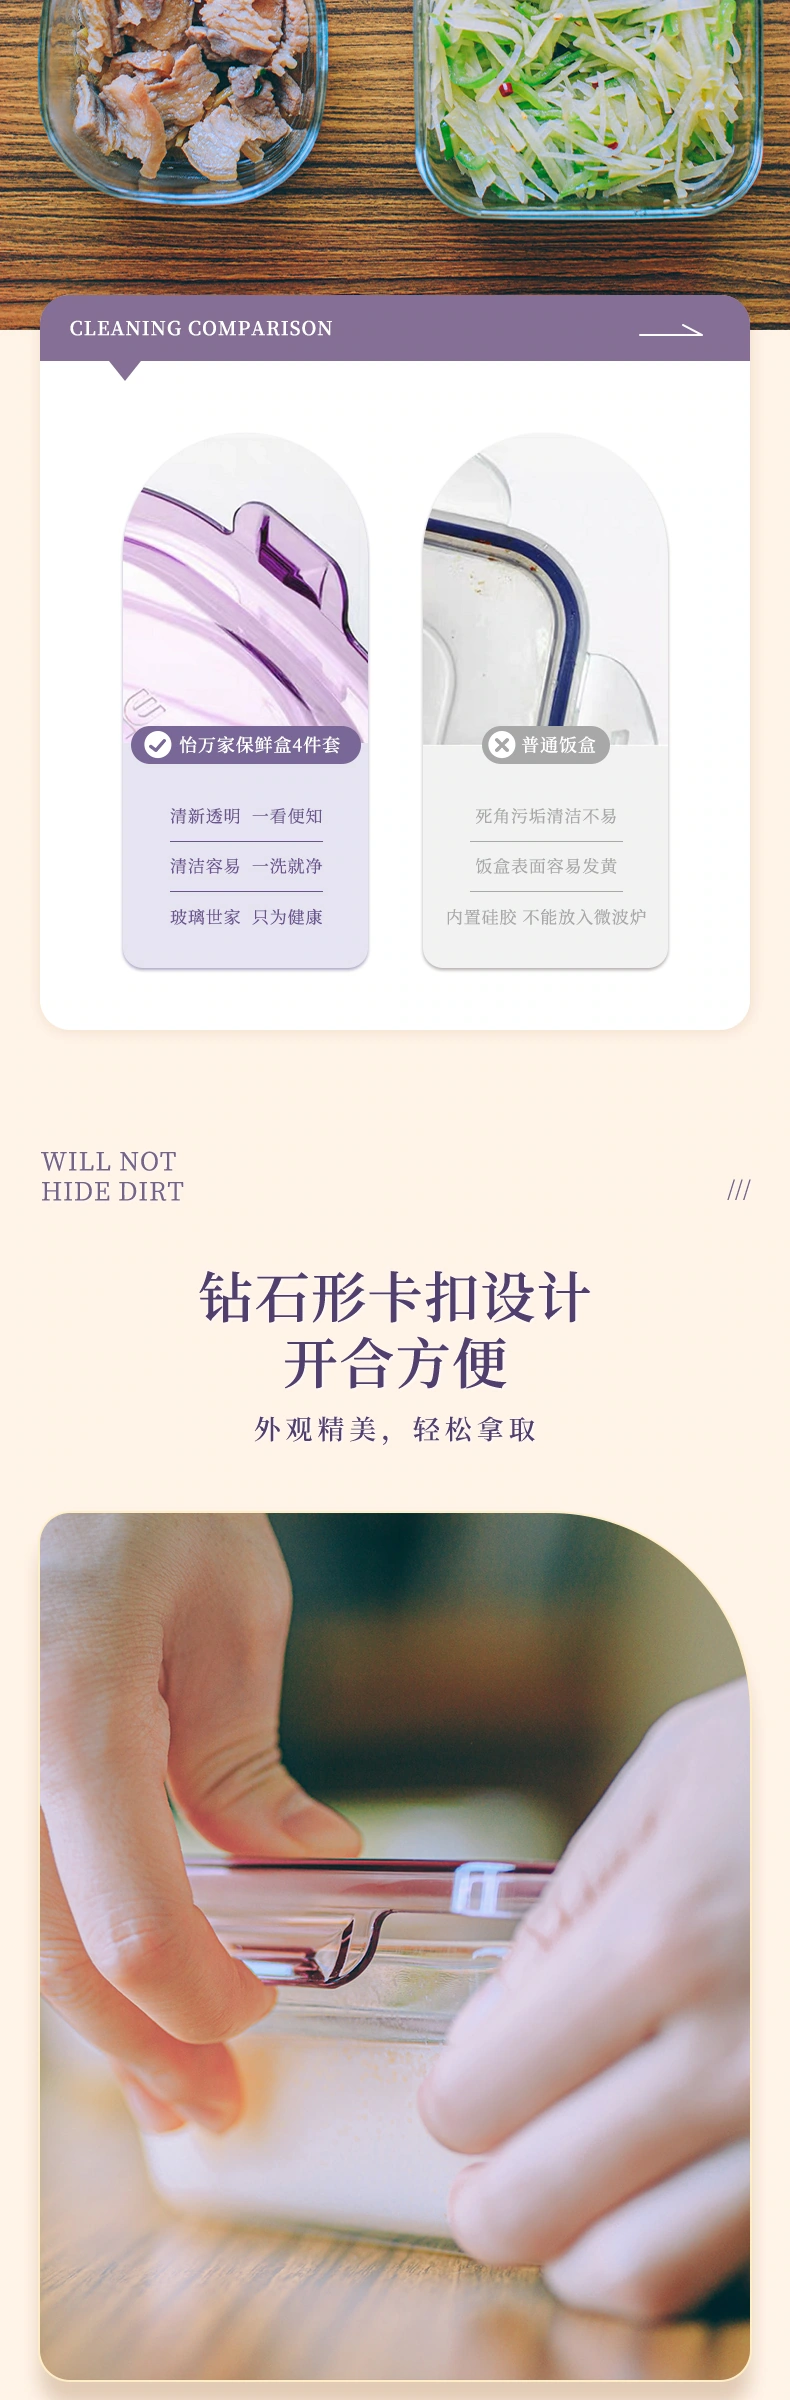 CLEANING COMPARISON
怡万家保鲜盒4件套
清新透明 一看便知
清洁容易 一洗就净
玻璃世家 只为健康
普通饭盒
死角污垢清洁不易
饭盒表面容易发黄
内置硅胶 不能放入微波炉
WILL NOT
HIDE DIRT
///
钻石形卡扣设计
开合方便
外观精美，轻松拿取